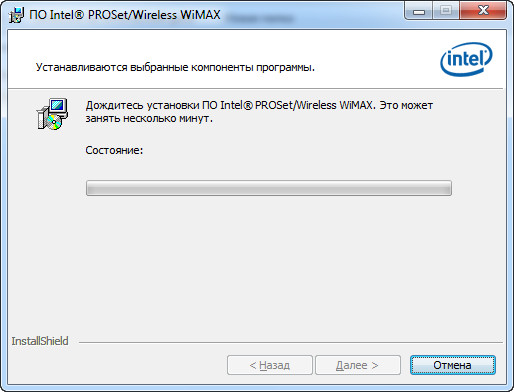 ПО Intel® PROSet/Wireless WiMAX
Устанавливаются выбранные компоненты программы.
intel
Дождитесь установки ПО Intel® PROSet/Wireless WiMAX. Это может
занять несколько минут.
Состояние:
InstallShield
< Назад
Далее >
Отмена